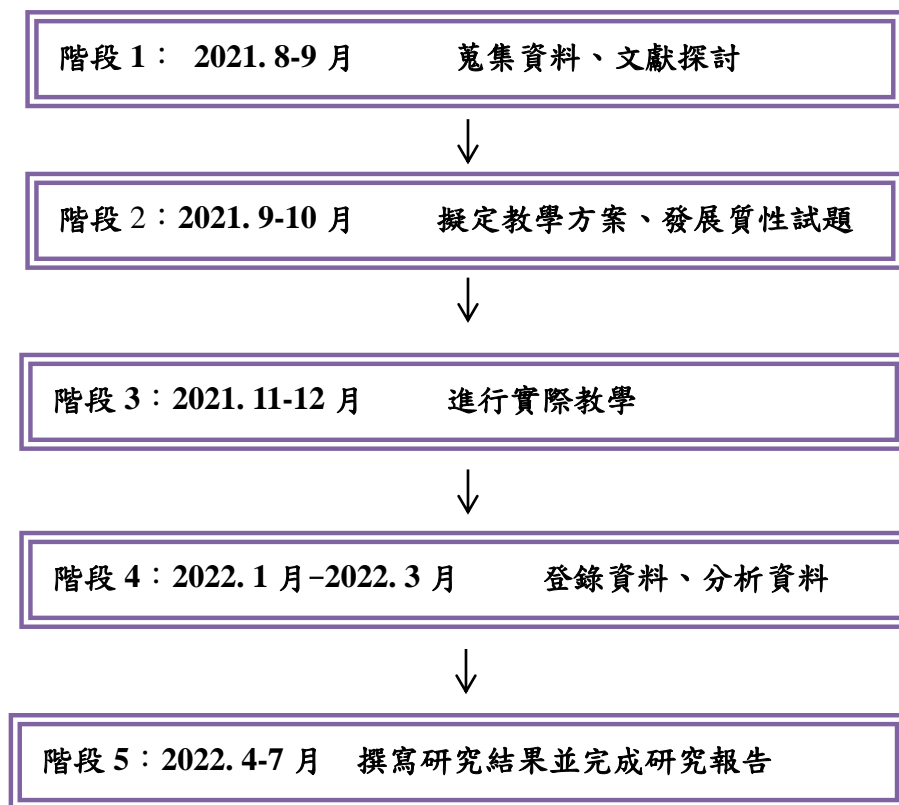 階段 1： 2021. 8-9 月 蒐集資料、文獻探討
階段 2：2021. 9-10 月 擬定教學方案、發展質性試題
階段 3：2021. 11-12 月 進行實際教學
階段 4：2022. 1 月-2022. 3 月 登錄資料、分析資料
階段 5：2022. 4-7 月 撰寫研究結果並完成研究報告